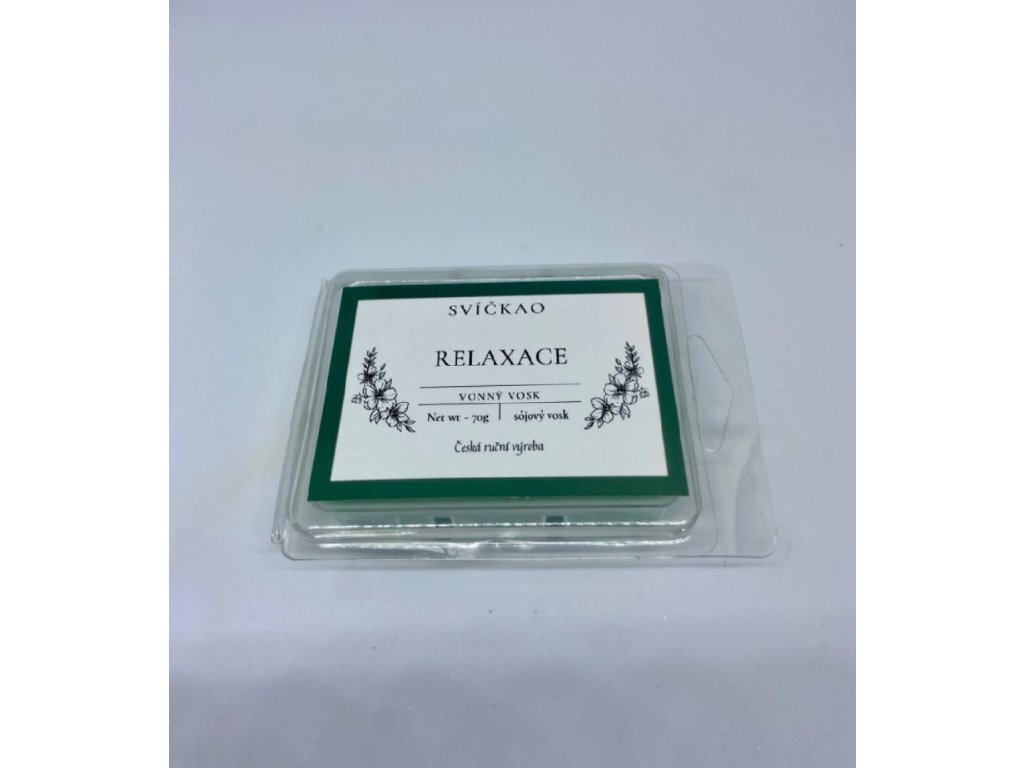 SVÍČKAO
RELAXACE
VONNÝ VOSK
Net wt - 70g | sójový vosk
Česká ruční výroba